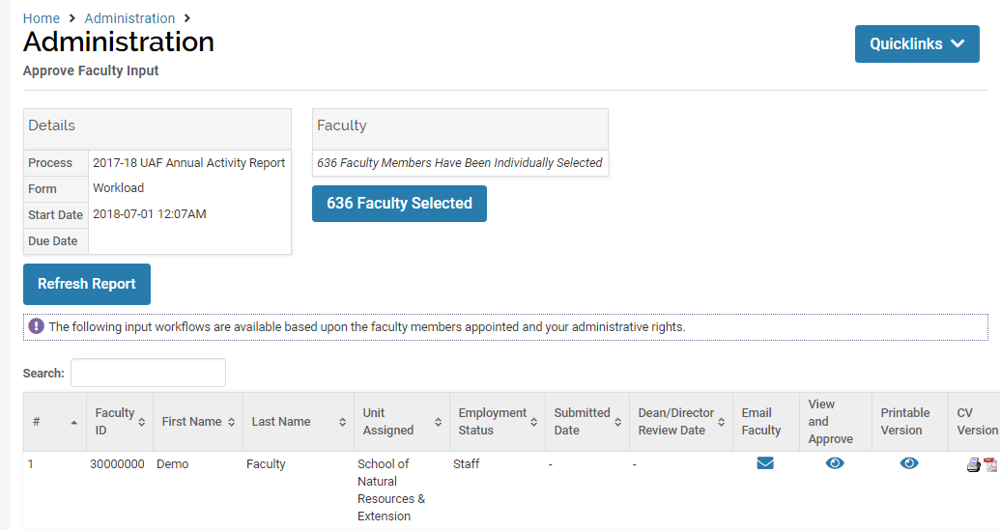 Home > Administration >
Administration
Quicklinks
Approve Faculty Input
Details
Process 2017-18 UAF Annual Activity Report
Form Workload
Start Date 2018-07-01 12:07AM
Due Date
Faculty
636 Faculty Members Have Been Individually Selected
636 Faculty Selected
Refresh Report
! The following input workflows are available based upon the faculty members appointed and your administrative rights.
Search:
#
Faculty
ID
First Name
Last Name
Unit
Assigned
Employment
Status
Submitted
Date
Dean/Director
Review Date
Email
Faculty
View
and
Approve
Printable
Version
CV
Version
1 30000000 Demo Faculty
School of
Natural
Resources &
Extension
Staff - -